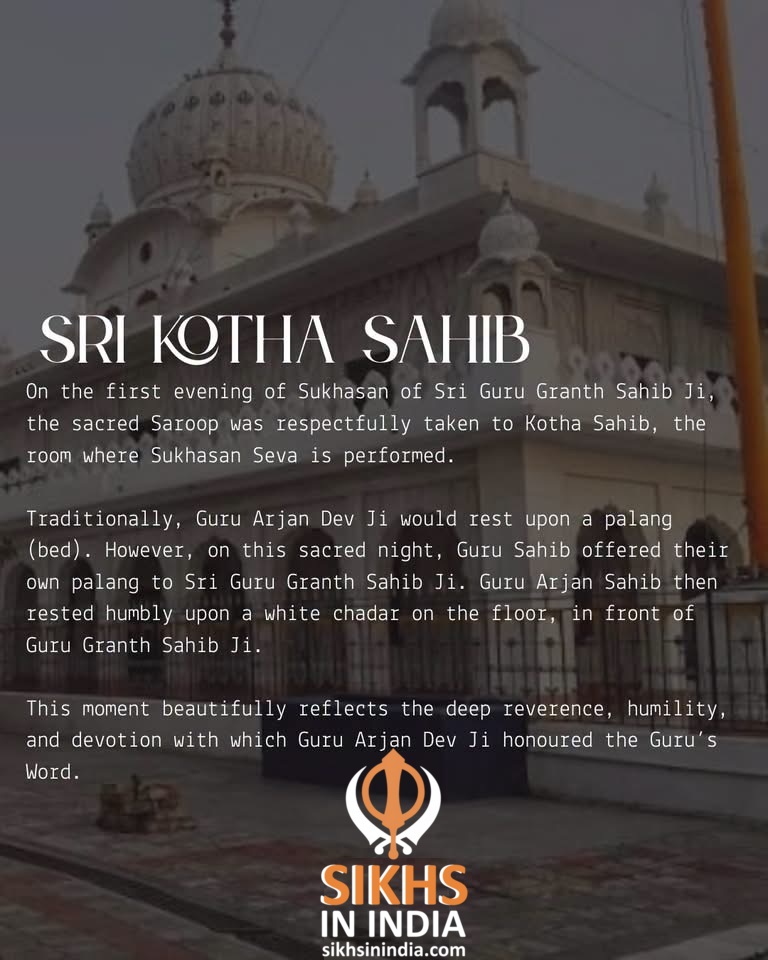 SRI KOTHA SAHIB
On the first evening of Sukhasan of Sri Guru Granth Sahib Ji,
the sacred Saroop was respectfully taken to Kotha Sahib, the
room where Sukhasan Seva is performed.
Traditionally, Guru Arjan Dev Ji would rest upon a palang
(bed). However, on this sacred night, Guru Sahib offered their
own palang to Sri Guru Granth Sahib Ji. Guru Arjan Sahib then
rested humbly upon a white chadar on the floor, in front of
Guru Granth Sahib Ji.
This moment beautifully reflects the deep reverence, humility,
and devotion with which Guru Arjan Dev Ji honoured the Guru's
Word.
SIKHS
IN INDIA
sikhsinindia.com